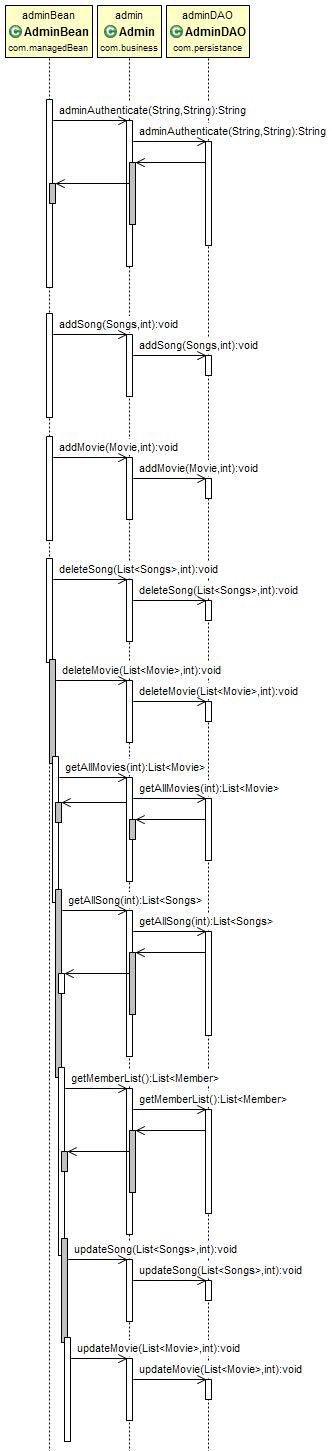 adminBean
C AdminBean
com.managedBean
admin
C Admin
com.business
adminDAO
C AdminDAO
com.persistance
adminAuthenticate(String,String):String
adminAuthenticate(String,String):String
addSong(Songs,int):void
addSong(Songs,int):void
addMovie(Movie,int):void
addMovie(Movie,int):void
deleteSong(List<Songs>,int):void
deleteSong(List<Songs>,int):void
deleteMovie(List<Movie>,int):void
deleteMovie(List<Movie>,int):void
getAllMovies(int):List<Movie>
getAllMovies(int):List<Movie>
getAllSong(int):List<Songs>
getAllSong(int):List<Songs>
getMemberList():List<Member>
getMemberList():List<Member>
updateSong(List<Songs>,int):void
updateSong(List<Songs>,int):void
updateMovie(List<Movie>,int):void
updateMovie(List<Movie>,int):void